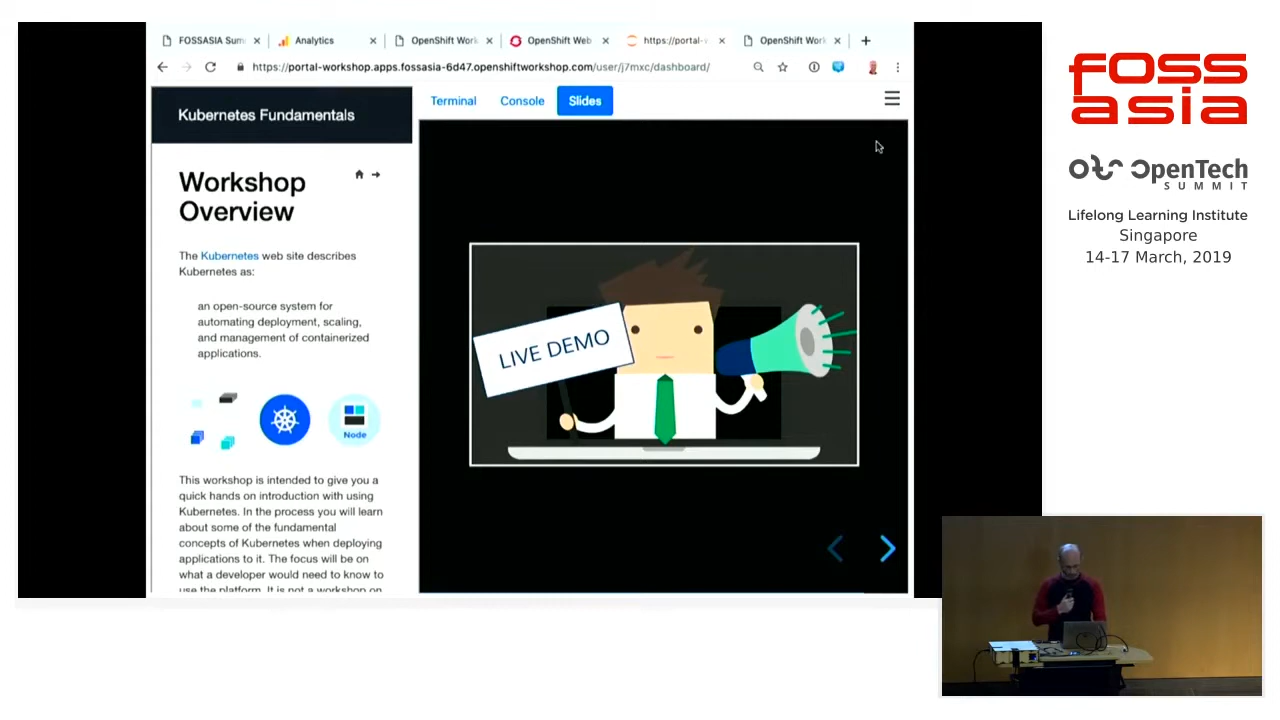 FOSSASIA Sum
Analytics
OpenShift Work
OpenShift Web
https://portal-w
OpenShift Work
https://portal-workshop.apps.fossasia-6d47.openshiftworkshop.com/user/j7mxc/dashboard/
Kubernetes Fundamentals
Terminal
Console
Slides
Workshop
Overview
The Kubernetes web site describes
Kubernetes as:
an open-source system for
automating deployment, scaling,
and management of containerized
applications.
Node
This workshop is intended to give you a
quick hands on introduction with using
Kubernetes. In the process you will learn
about some of the fundamental
concepts of Kubernetes when deploying
applications to it. The focus will be on
what a developer would need to know to
use the platform. It is not a workshop on
LIVE DEMO
FOSS
asia
OpenTech
SUMMIT
Lifelong Learning Institute
Singapore
14-17 March, 2019